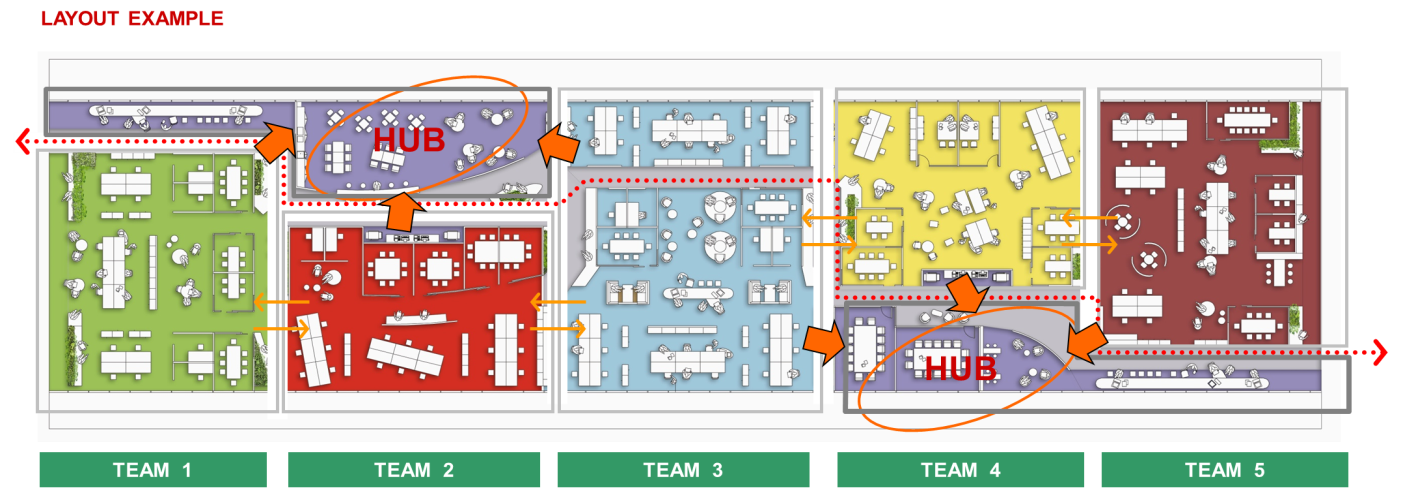 LAYOUT EXAMPLE
HUB
HUB
TEAM 1
TEAM 2
TEAM 3
TEAM 4
TEAM 5